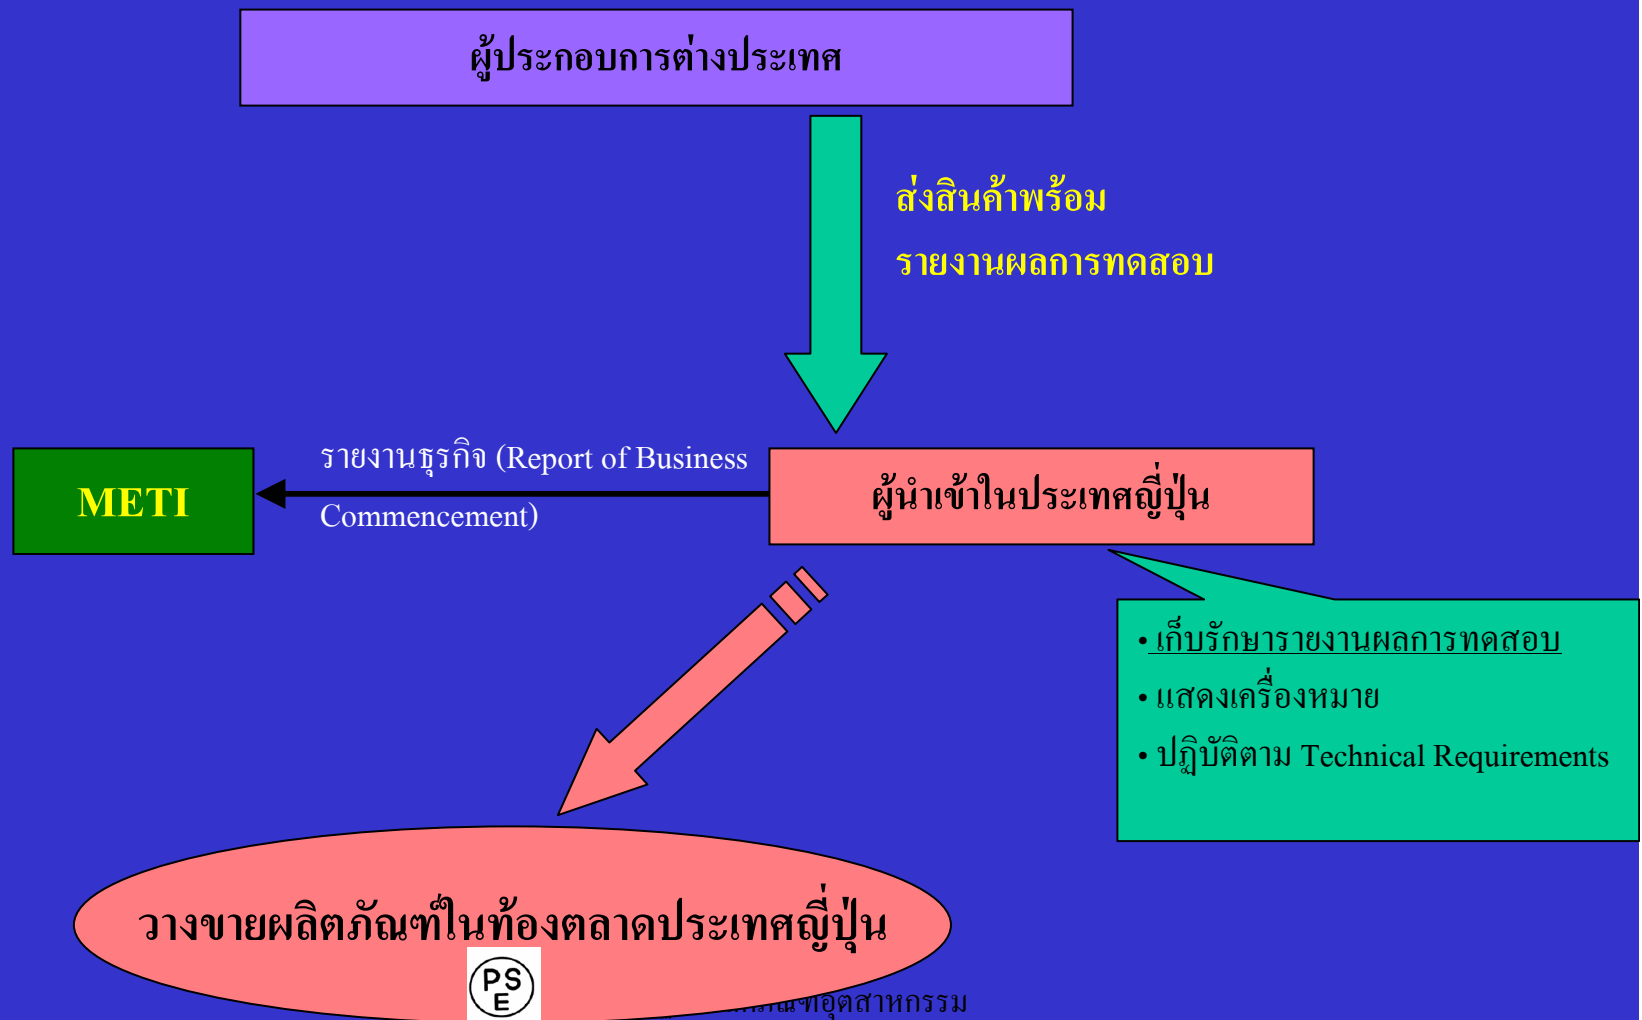 ผู้ประกอบการต่างประเทศ
ส่งสินค้าพร้อม
รายงานผลการทดสอบ
รายงานธุรกิจ (Report of Business
Commencement)
METI
ผู้นำเข้าในประเทศญี่ปุ่น
• เก็บรักษารายงานผลการทดสอบ
• แสดงเครื่องหมาย
• ปฏิบัติตาม Technical Requirements
วางขายผลิตภัณฑ์ในท้องตลาดประเทศญี่ปุ่น
PS
E
อุตสาหกรรม